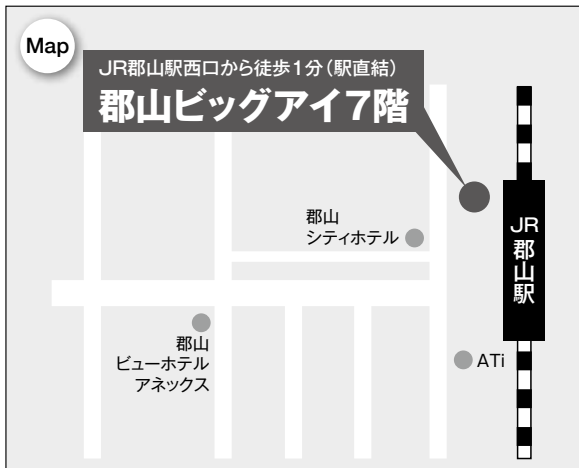 Map
JR郡山駅西口から徒歩1分（駅直結）
郡山ビッグアイ7階
郡山
シティホテル
JR郡山駅
郡山
ビューホテル
アネックス
ATi